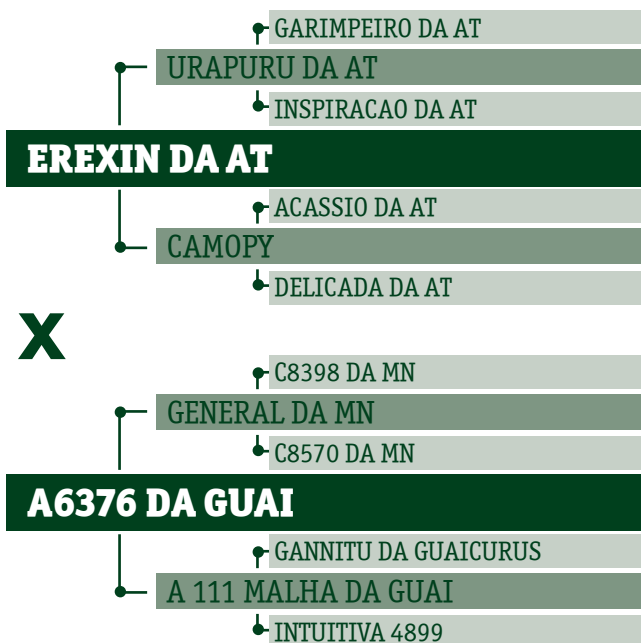 GARIMPEIRO DA AT
URAPURU DA AT
INSPIRACAO DA AT
EREXIN DA AT
ACASSIO DA AT
CAMOPY
DELICADA DA AT
X
C8398 DA MN
GENERAL DA MN
C8570 DA MN
A6376 DA GUAI
GANNITU DA GUAICURUS
A 111 MALHA DA GUAI
INTUITIVA 4899